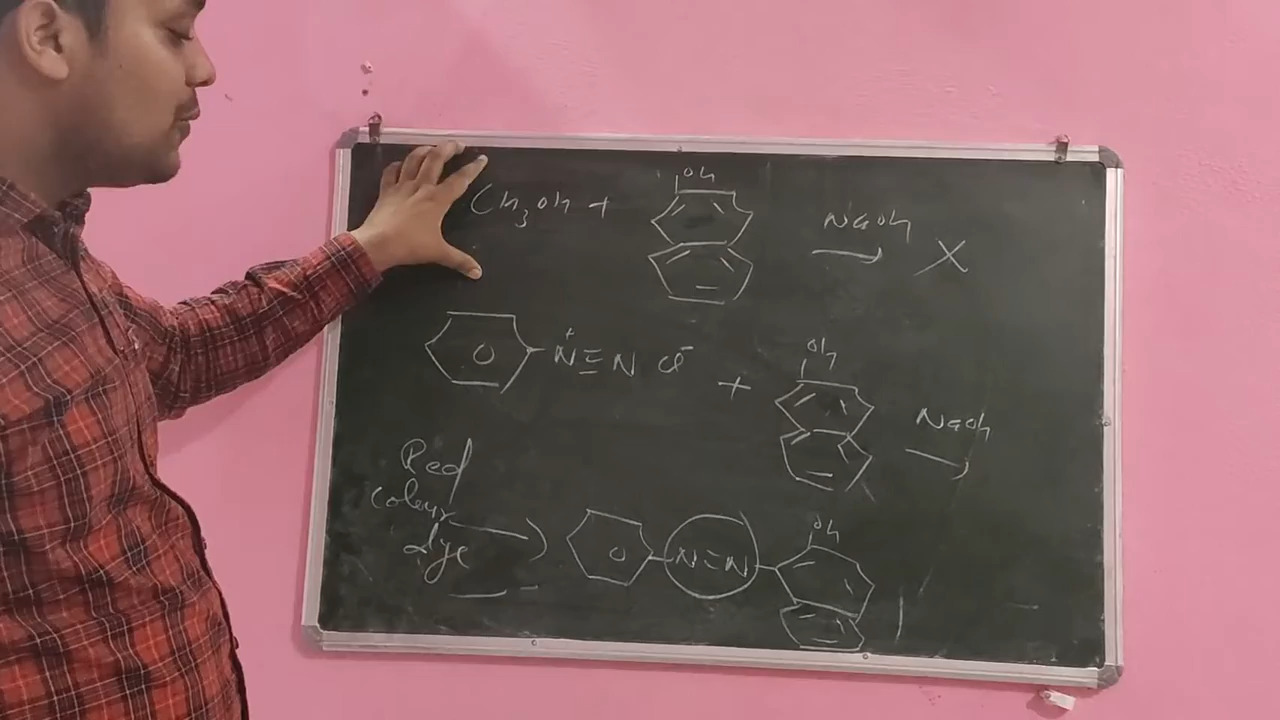 CH3OH + OH NaOH X
N+≡N Cl- + OH NaOH
Red
colour
dye
N=N OH